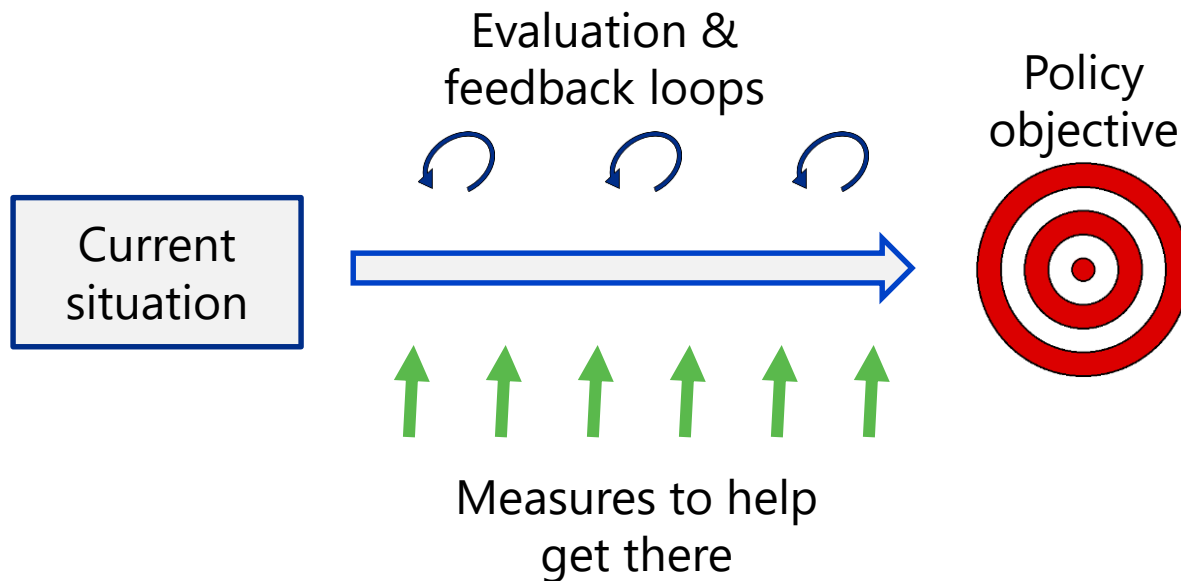 Evaluation &
feedback loops
Policy
objective
Current
situation
Measures to help
get there